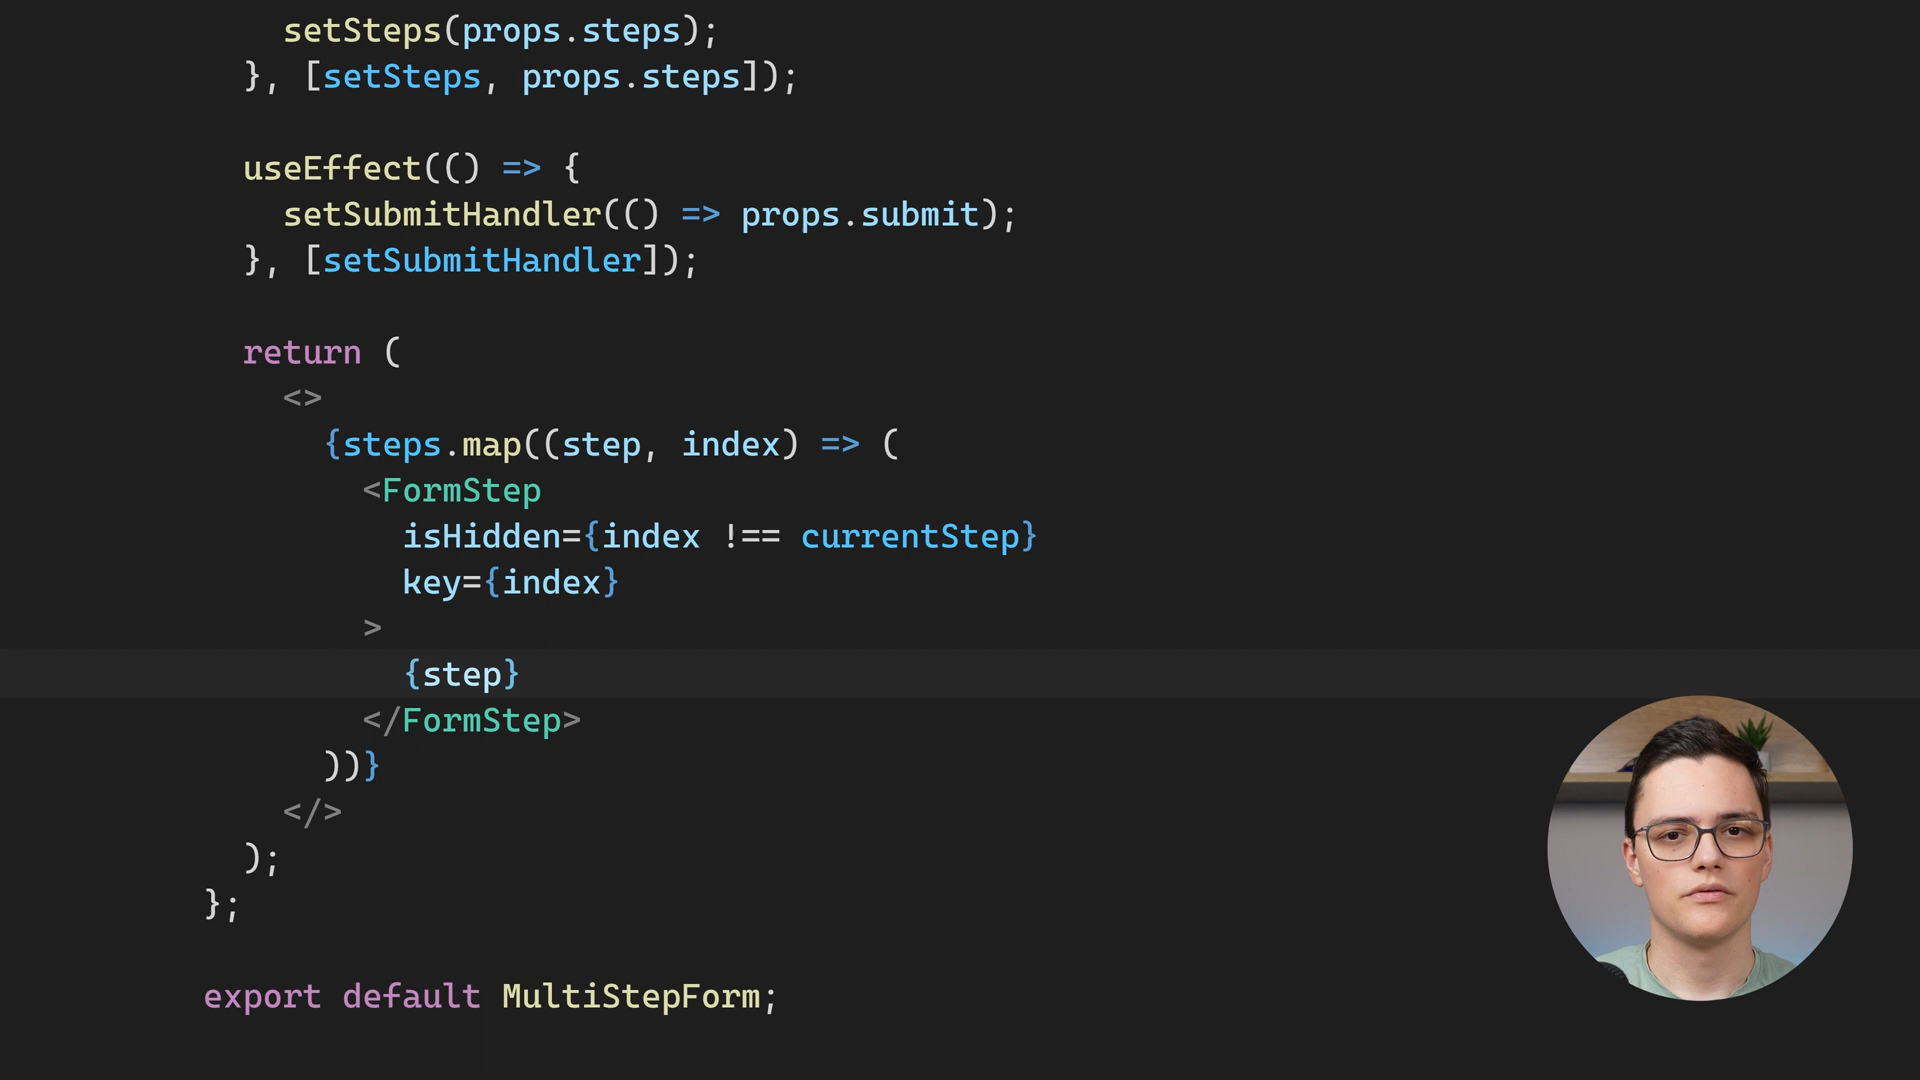 setSteps(props.steps);
}, [setSteps, props.steps]);
useEffect(() => {
setSubmitHandler(() => props.submit);
}, [setSubmitHandler]);
return (
<>
{steps.map((step, index) => (
<FormStep
isHidden={index !== currentStep}
key={index}
>
{step}
</FormStep>
))}
</>
);
};
export default MultiStepForm;